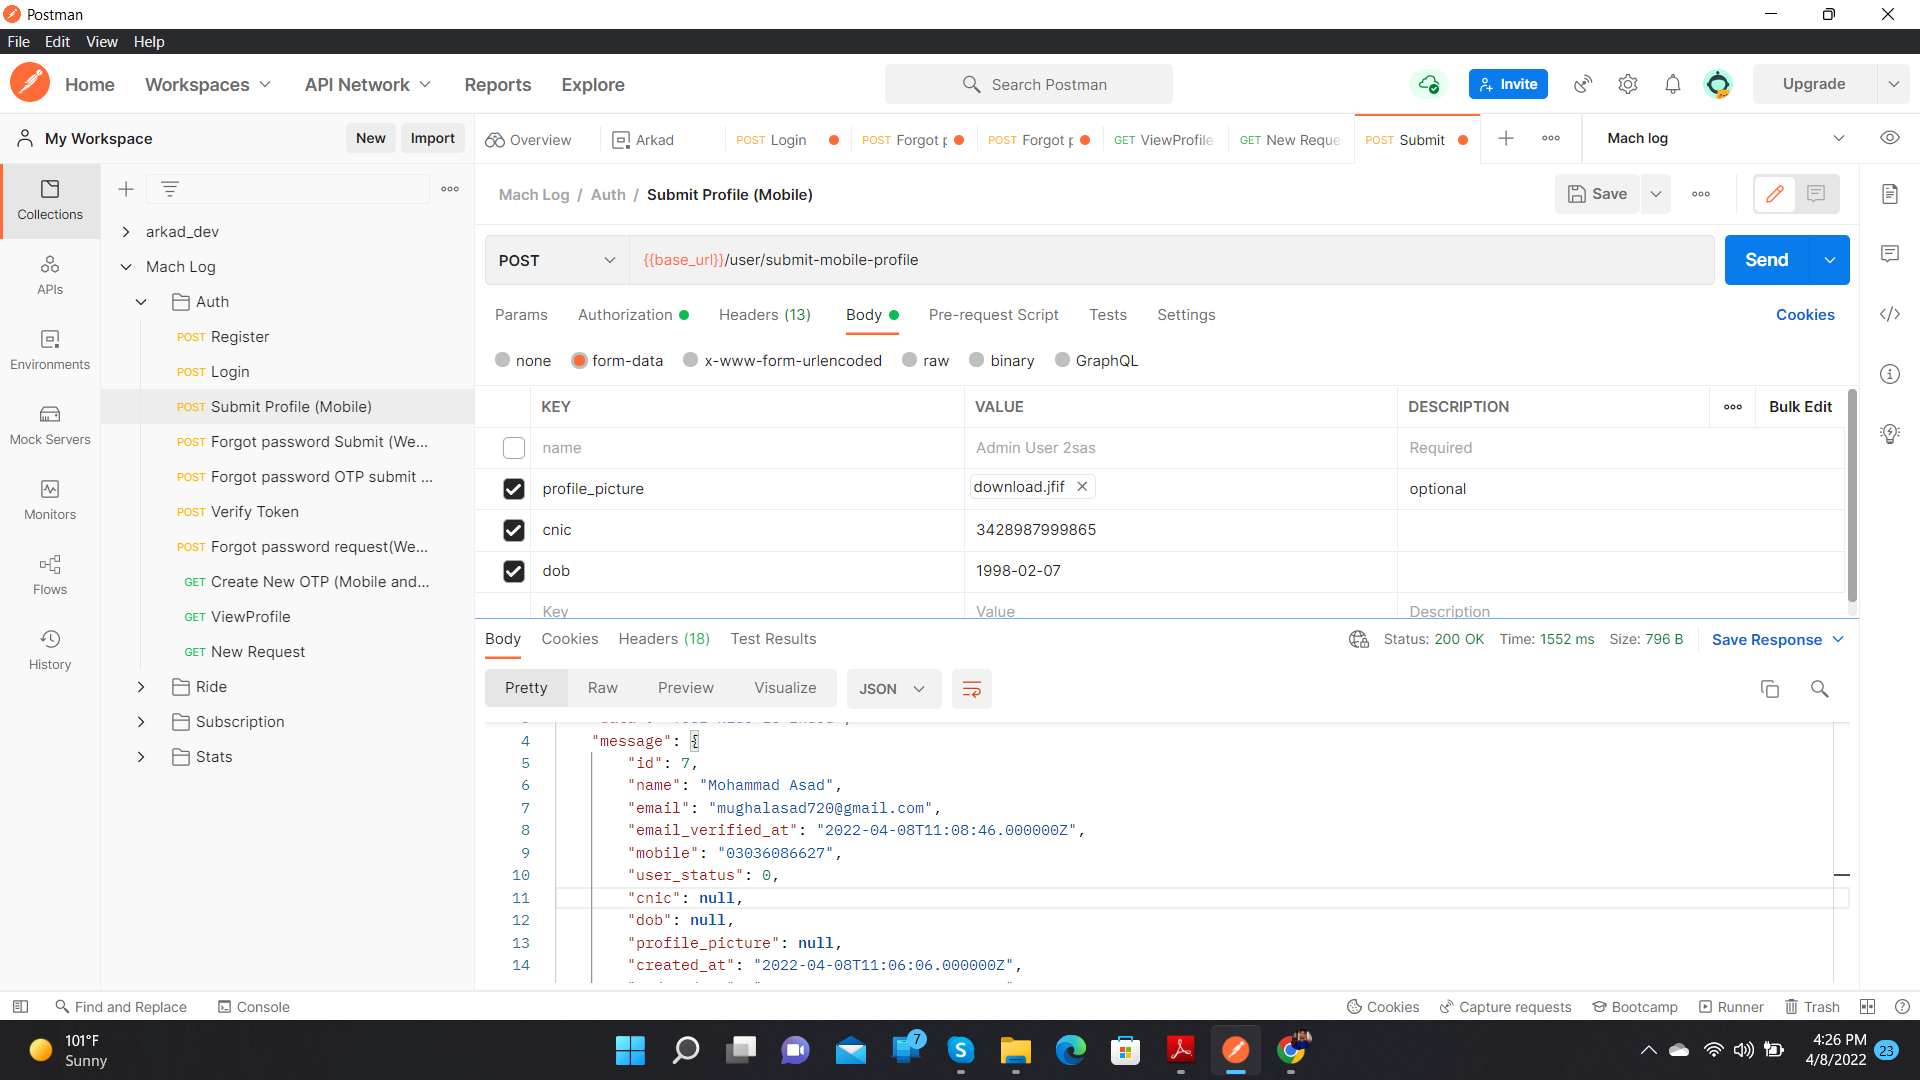 Postman
File Edit View Help
Home Workspaces API Network Reports Explore Search Postman Invite Upgrade
My Workspace New Import Overview Arkad POST Login POST Forgot p POST Forgot p GET ViewProfile GET New Reque POST Submit Mach log
Collections
APIs
Environments
Mock Servers
Monitors
Flows
History
arkad_dev
Mach Log
Auth
POST Register
POST Login
POST Submit Profile (Mobile)
POST Forgot password Submit (We...
POST Forgot password OTP submit ...
POST Verify Token
POST Forgot password request(We...
GET Create New OTP (Mobile and...
GET ViewProfile
GET New Request
Ride
Subscription
Stats
Mach Log / Auth / Submit Profile (Mobile) Save
POST {{base_url}}/user/submit-mobile-profile Send
Params Authorization Headers (13) Body Pre-request Script Tests Settings Cookies
none form-data x-www-form-urlencoded raw binary GraphQL
KEY VALUE DESCRIPTION Bulk Edit
name Admin User 2sas Required
profile_picture download.jfif optional
cnic 3428987999865
dob 1998-02-07
Key Value Description
Body Cookies Headers (18) Test Results Status: 200 OK Time: 1552 ms Size: 796 B Save Response
Pretty Raw Preview Visualize JSON
4 "message": {
5 "id": 7,
6 "name": "Mohammad Asad",
7 "email": "mughalasad720@gmail.com",
8 "email_verified_at": "2022-04-08T11:08:46.000000Z",
9 "mobile": "03036086627",
10 "user_status": 0,
11 "cnic": null,
12 "dob": null,
13 "profile_picture": null,
14 "created_at": "2022-04-08T11:06:06.000000Z",
Find and Replace Console Cookies Capture requests Bootcamp Runner Trash
101°F
Sunny
7
4:26 PM
4/8/2022
23